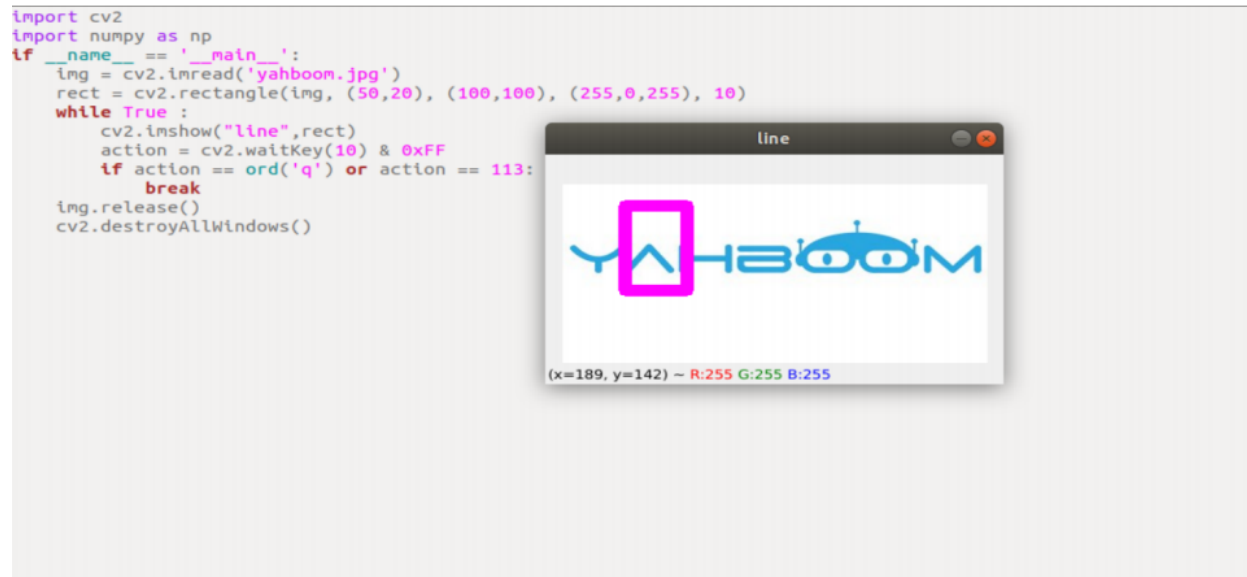 import cv2
import numpy as np
if __name__ == '__main__':
    img = cv2.imread('yahboom.jpg')
    rect = cv2.rectangle(img, (50,20), (100,100), (255,0,255), 10)
    while True :
        cv2.imshow("line",rect)
        action = cv2.waitKey(10) & 0xFF
        if action == ord('q') or action == 113:
            break
    img.release()
    cv2.destroyAllWindows()
line
YAHBOOM
(x=189, y=142) ~ R:255 G:255 B:255